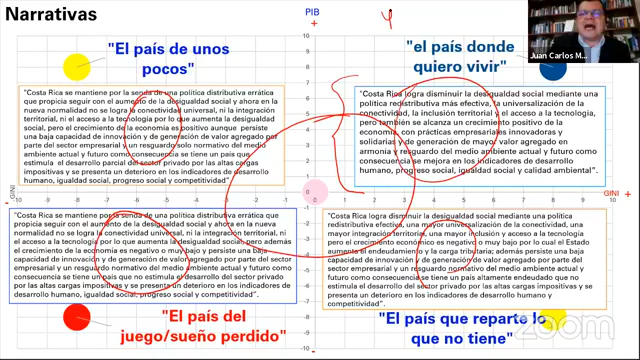 Narrativas
PIB
+
Juan Carlos M...
"El país de unos
pocos"
"el país donde
quiero vivir"
"Costa Rica se mantiene por la senda de una política distributiva errática
que propicia seguir con el aumento de la desigualdad social y ahora en la
nueva normalidad no se logra la conectividad universal, ni la integración
territorial, ni el acceso a la tecnología por lo que aumenta la desigualdad
social, pero el crecimiento de la economía es positivo aunque persiste
una baja capacidad de innovación y de generación de valor agregado por
parte del sector empresarial y un resguardo solo normativo del medio
ambiente actual y futuro como consecuencia se tiene un país que
estimula el desarrollo parcial del sector privado por las altas cargas
impositivas y se presenta un deterioro en los indicadores de desarrollo
humano, igualdad social, progreso social y competitividad".
"Costa Rica logra disminuir la desigualdad social mediante una
política redistributiva más efectiva, la universalización de la
conectividad, la inclusión territorial y el acceso a la tecnología,
pero también se alcanza un crecimiento positivo de la
economía con prácticas empresariales innovadoras y
solidarias y de generación de mayor valor agregado en
armonía y resguardo del medio ambiente actual y futuro como
consecuencia se mejora en los indicadores de desarrollo
humano, progreso social, igualdad social y calidad ambiental".
GINI
-
GINI +
"Costa Rica se mantiene por la senda de una política distributiva errática que
propicia seguir con el aumento de la desigualdad social y ahora en la nueva
normalidad no se logra la conectividad universal, ni la integración territorial, ni
el acceso a la tecnología por lo que aumenta la desigualdad social, pero además
el crecimiento de la economía es negativo o muy bajo y persiste una baja
capacidad de innovación y de generación de valor agregado por parte del sector
empresarial y un resguardo normativo del medio ambiente actual y futuro como
consecuencia se tiene un país que no estimula el desarrollo del sector privado
por las altas cargas impositivas y se presenta un deterioro en los indicadores de
desarrollo humano, igualdad social, progreso social y competitividad".
"Costa Rica logra disminuir la desigualdad social mediante una política
redistributiva efectiva, una mayor universalización de la conectividad, una
mayor integración territorial, una mayor inclusión y acceso a la tecnología
pero el crecimiento económico es negativo o muy bajo por lo cual el Estado
aumenta el endeudamiento y la carga tributaria; además persiste una baja
capacidad de innovación y de generación de valor agregado por parte del
sector empresarial y un resguardo normativo del medio ambiente actual y
futuro como consecuencia se tiene un país altamente endeudado que no
estimula el desarrollo del sector privado por las altas cargas impositivas y se
presenta un deterioro en los indicadores de desarrollo humano y
competitividad".
"El país del
juego/sueño perdido"
"El país que reparte lo
que no tiene"
zoom